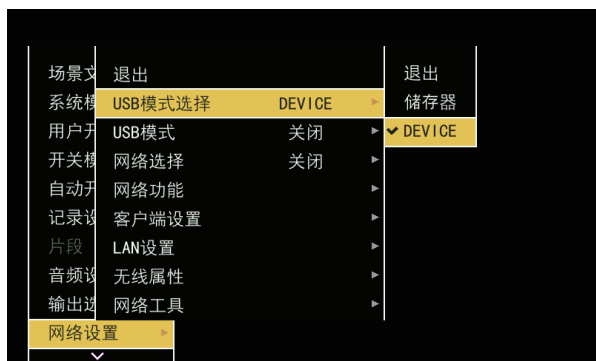 场景文
系统模
用户开
开关模
自动开
记录设
片段
音频设
输出选
网络设置
退出
USB模式选择 DEVICE
USB模式 关闭
网络选择 关闭
网络功能
客户端设置
LAN设置
无线属性
网络工具
退出
储存器
DEVICE